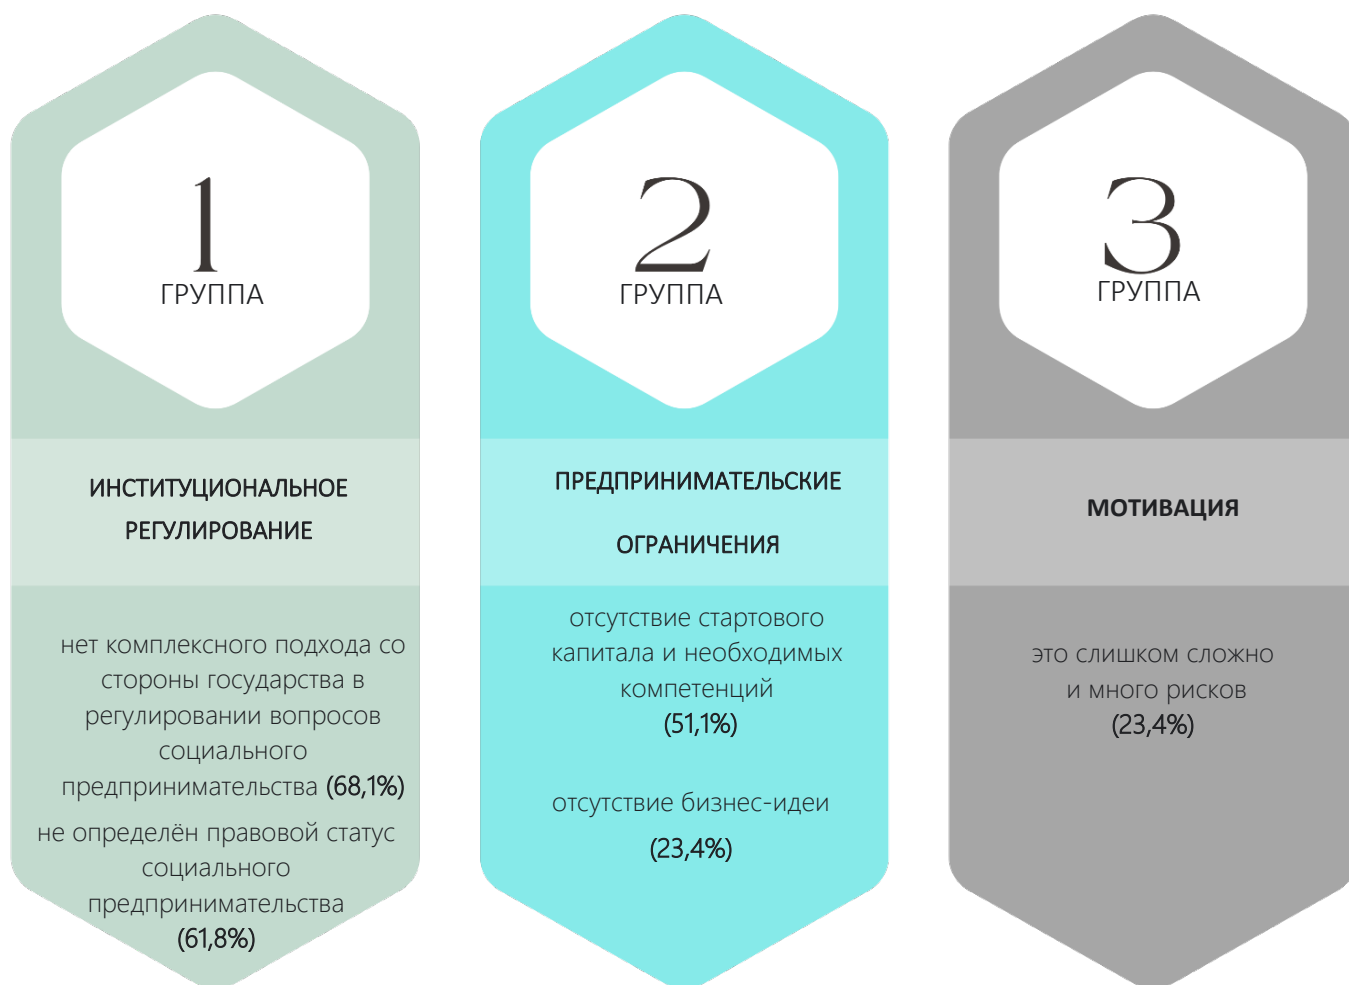 1
ГРУППА
ИНСТИТУЦИОНАЛЬНОЕ
РЕГУЛИРОВАНИЕ
нет комплексного подхода со
стороны государства в
регулировании вопросов
социального
предпринимательства (68,1%)
не определён правовой статус
социального
предпринимательства
(61,8%)
2
ГРУППА
ПРЕДПРИНИМАТЕЛЬСКИЕ
ОГРАНИЧЕНИЯ
отсутствие стартового
капитала и необходимых
компетенций
(51,1%)
отсутствие бизнес-идеи
(23,4%)
3
ГРУППА
МОТИВАЦИЯ
это слишком сложно
и много рисков
(23,4%)